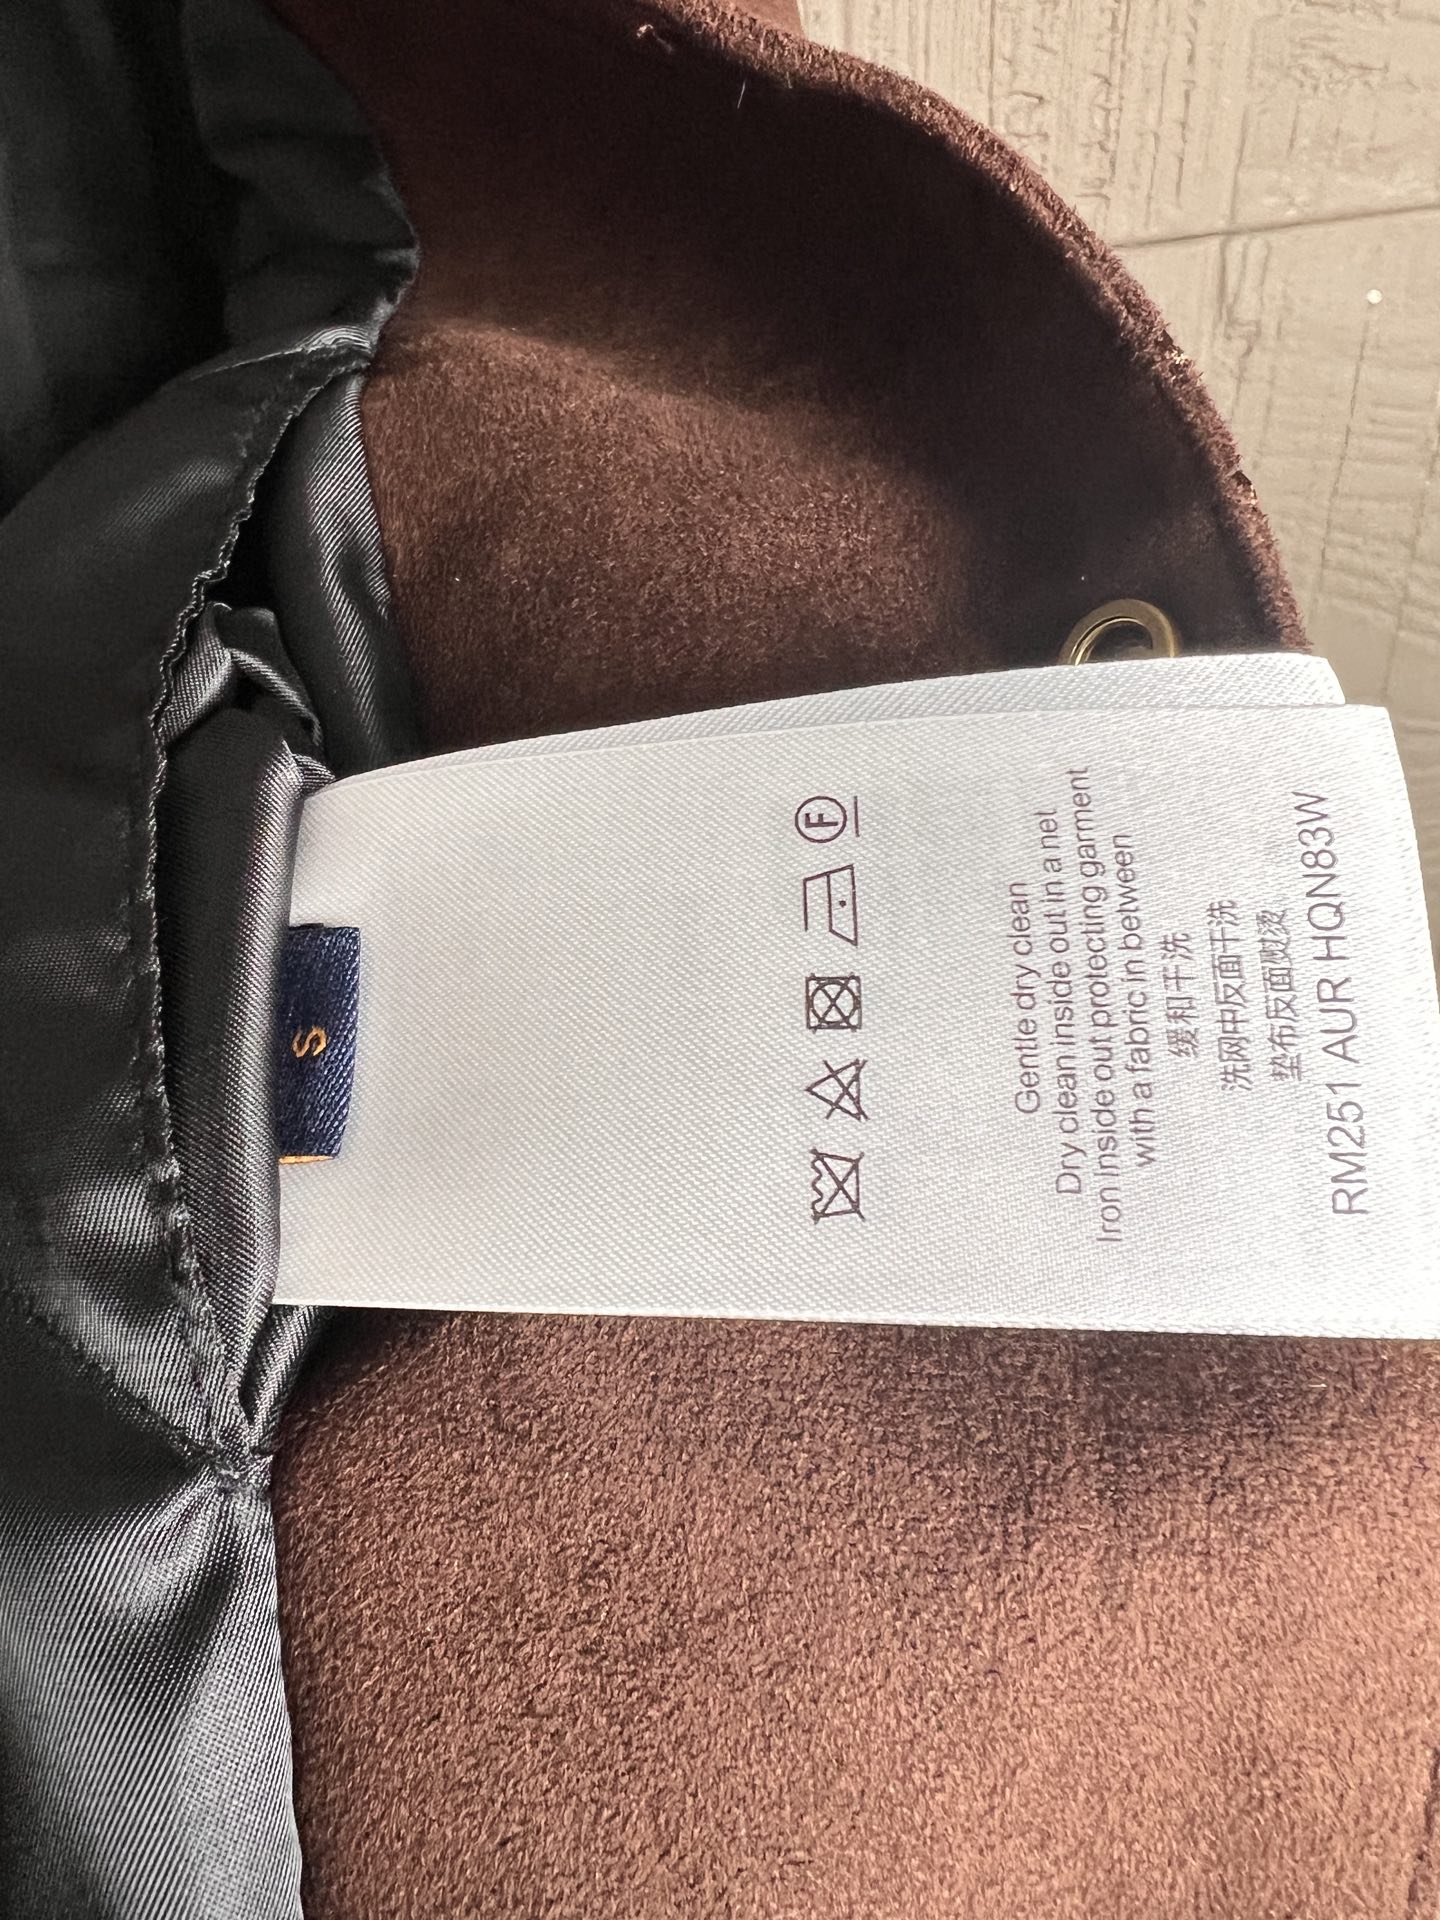 S
F
Gentle dry clean
Dry clean inside out in a net
Iron inside out protecting garment
with a fabric in between
缓和干洗
洗网中反面干洗
垫布反面熨烫
RM251 AUR HQN83W